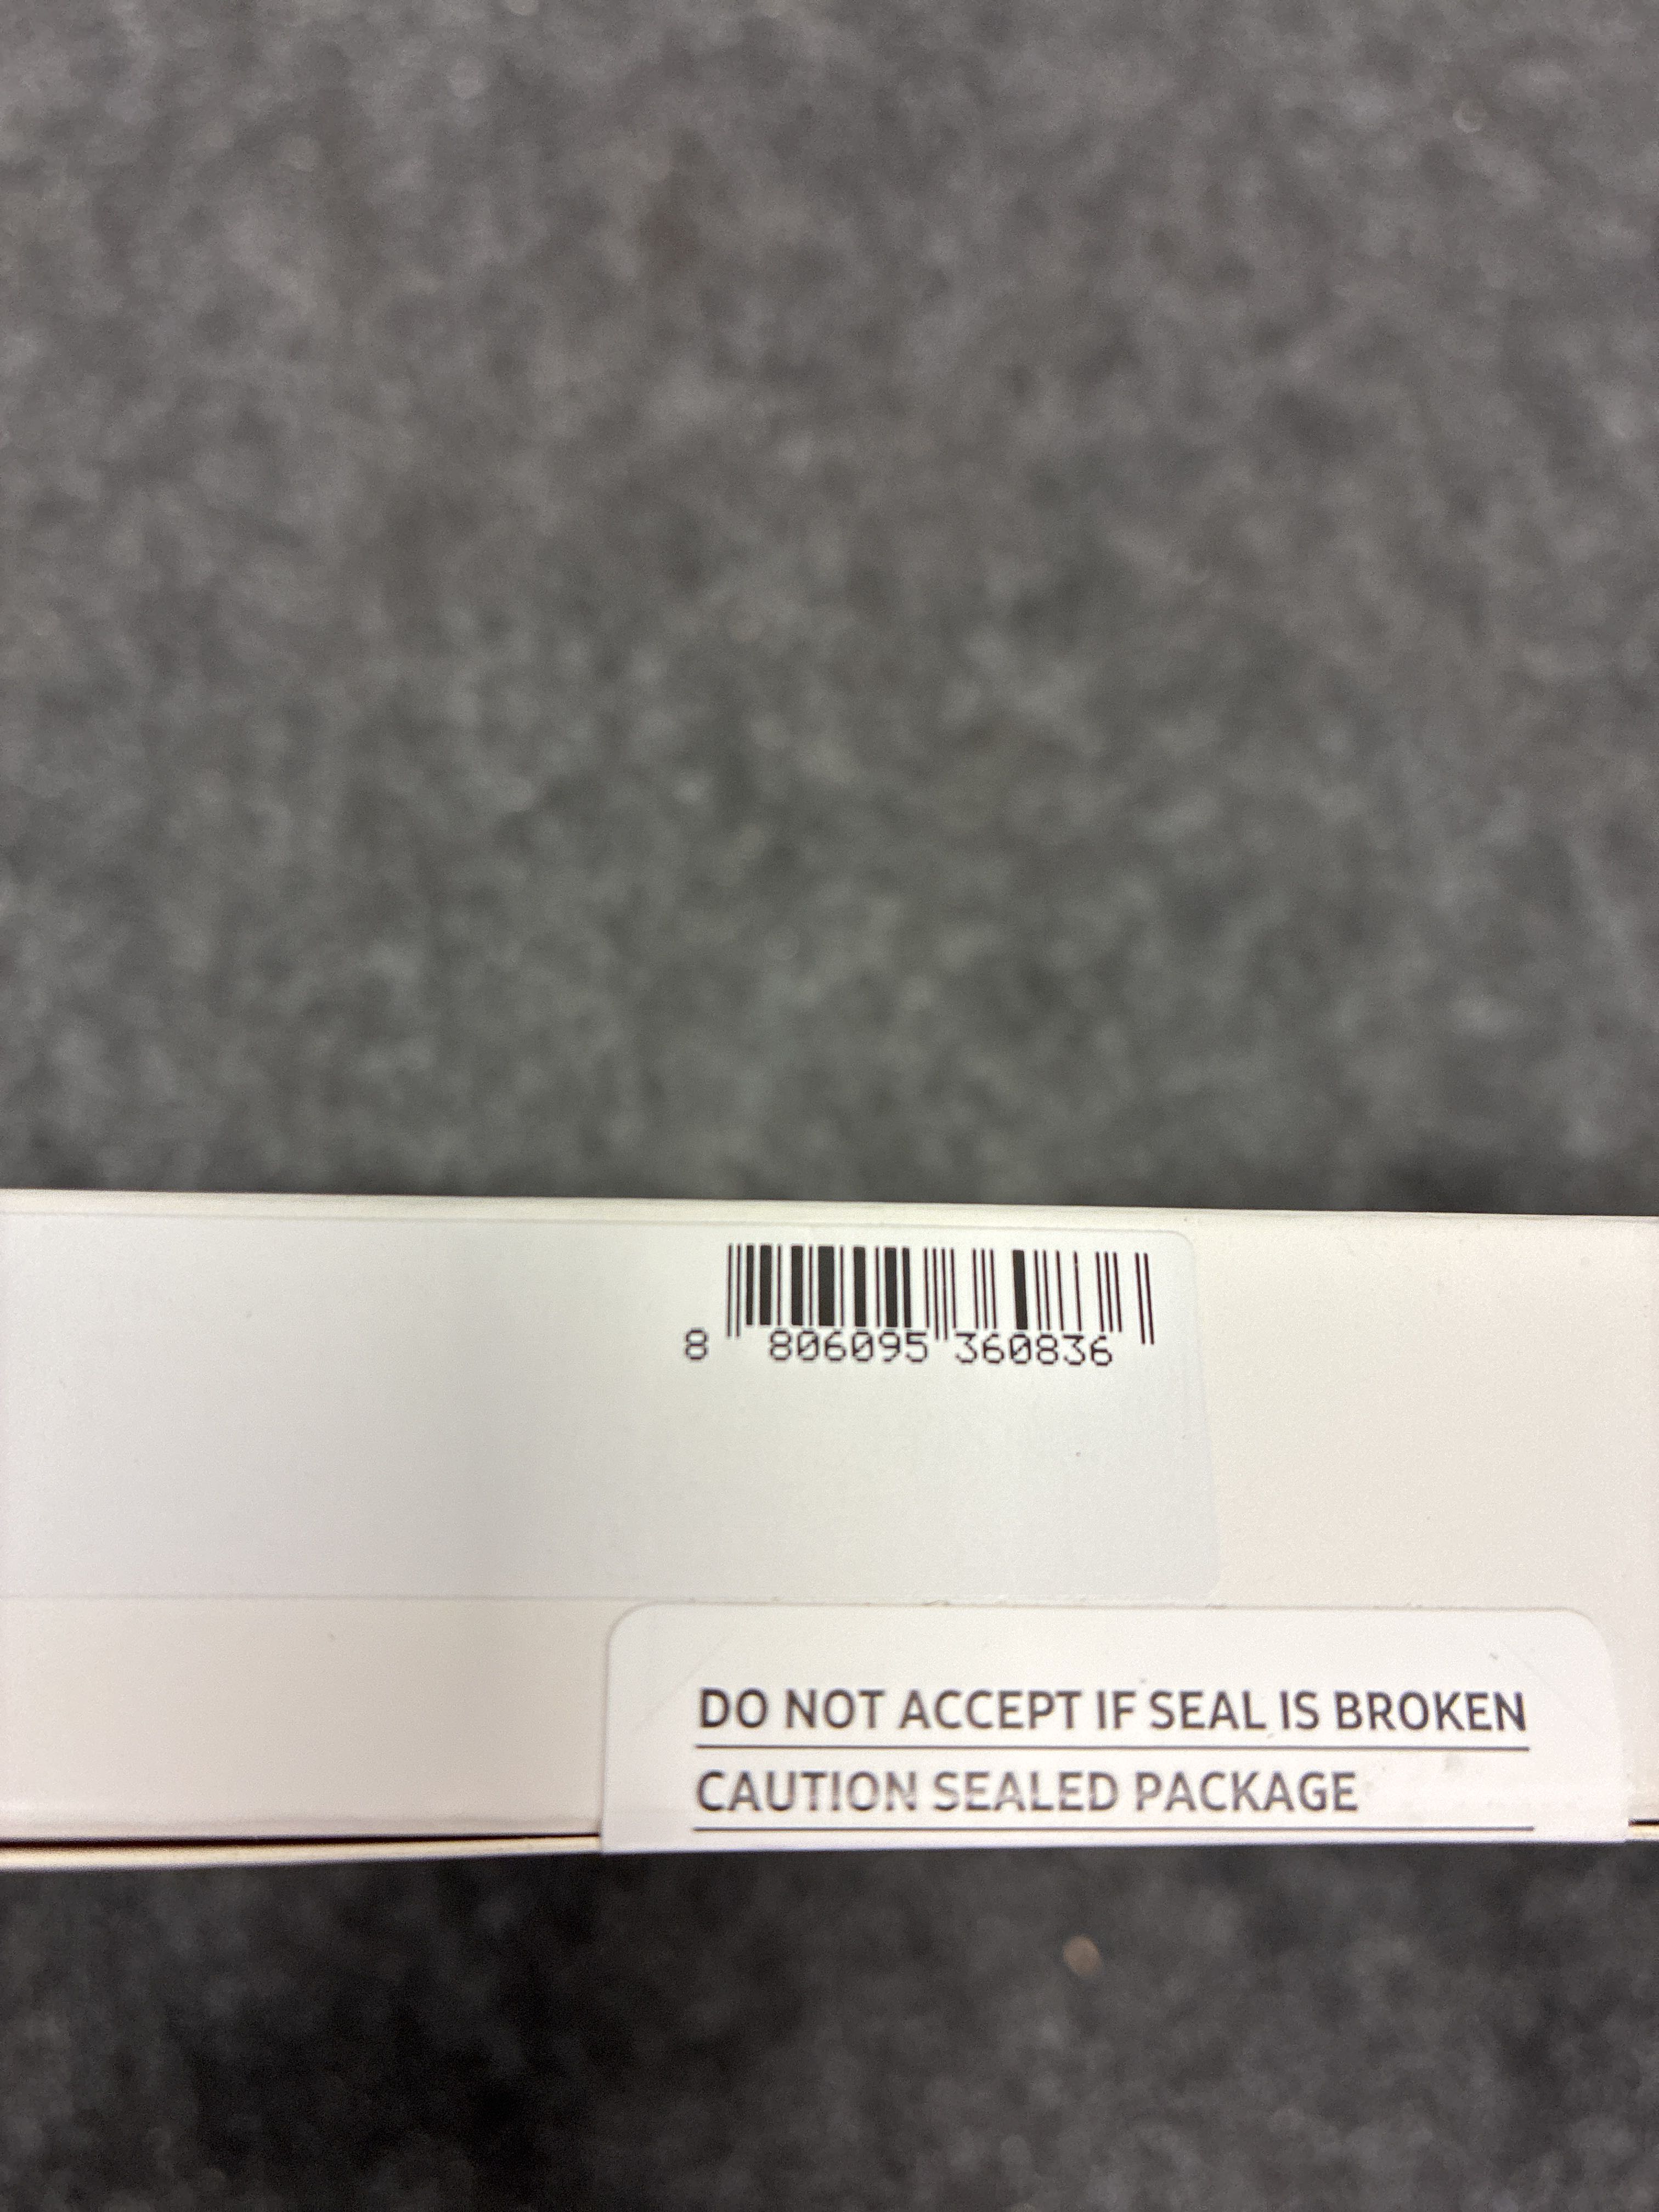 8 806095 360836
DO NOT ACCEPT IF SEAL IS BROKEN
CAUTION SEALED PACKAGE